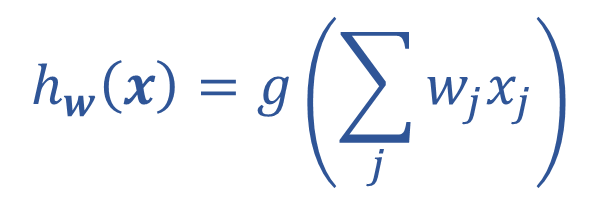 h_𝒘(𝒙) = g(∑_j w_j x_j)